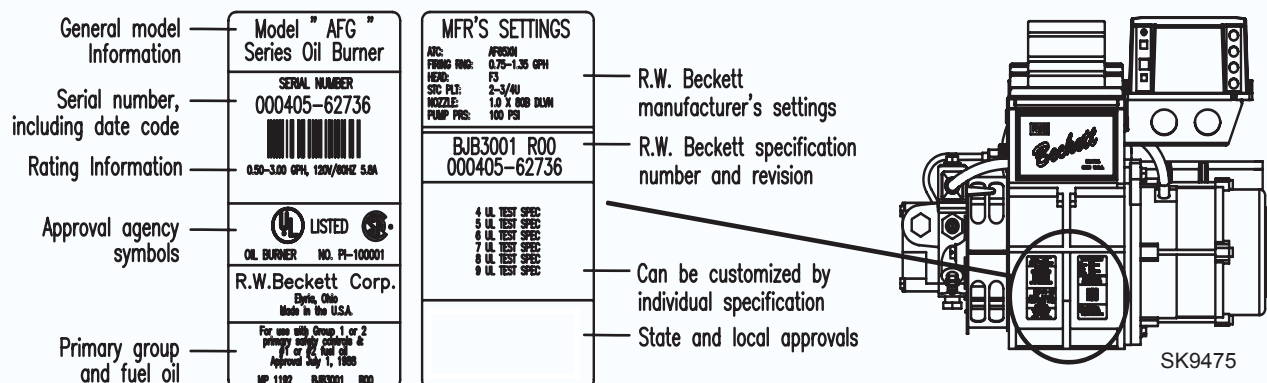 General model
Information
Serial number,
including date code
Rating Information
Approval agency
symbols
Primary group
and fuel oil
Model " AFG "
Series Oil Burner
SERIAL NUMBER
000405-62736
0.50-3.00 GPH, 120V/60HZ 5.8A
UL LISTED
OIL BURNER NO. PI-100001
R.W.Beckett Corp.
Elyria, Ohio
Made in the U.S.A.
For use with Group 1 or 2
primary safety controls &
#1 or #2 fuel oil
Approval July 1, 1988
MP 1192 BJB3001 R00
MFR'S SETTINGS
ATC: AF65XN
FIRING RNG: 0.75-1.35 GPH
HEAD: F3
STC PLT: 2-3/4U
NOZZLE: 1.0 X 80B DLVN
PUMP PRS: 100 PSI
BJB3001 R00
000405-62736
4 UL TEST SPEC
5 UL TEST SPEC
6 UL TEST SPEC
7 UL TEST SPEC
8 UL TEST SPEC
9 UL TEST SPEC
R.W. Beckett
manufacturer's settings
R.W. Beckett specification
number and revision
Can be customized by
individual specification
State and local approvals
Beckett
SK9475